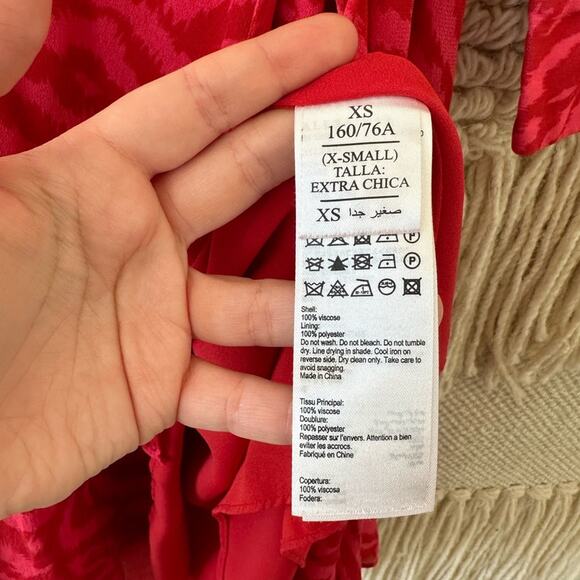 XS
160/76A
(X-SMALL)
TALLA:
EXTRA CHICA
XS صغير جدا
Shell:
100% viscose
Lining:
100% polyester
Do not wash. Do not bleach. Do not tumble
dry. Line drying in shade. Cool iron on
reverse side. Dry clean only. Take care to
avoid snagging.
Made in China
Tissu Principal:
100% viscose
Doublure:
100% polyester
Repasser sur l'envers. Attention a bien
eviter les accrocs.
Fabriqué en Chine
Copertura:
100% viscosa
Fodera: